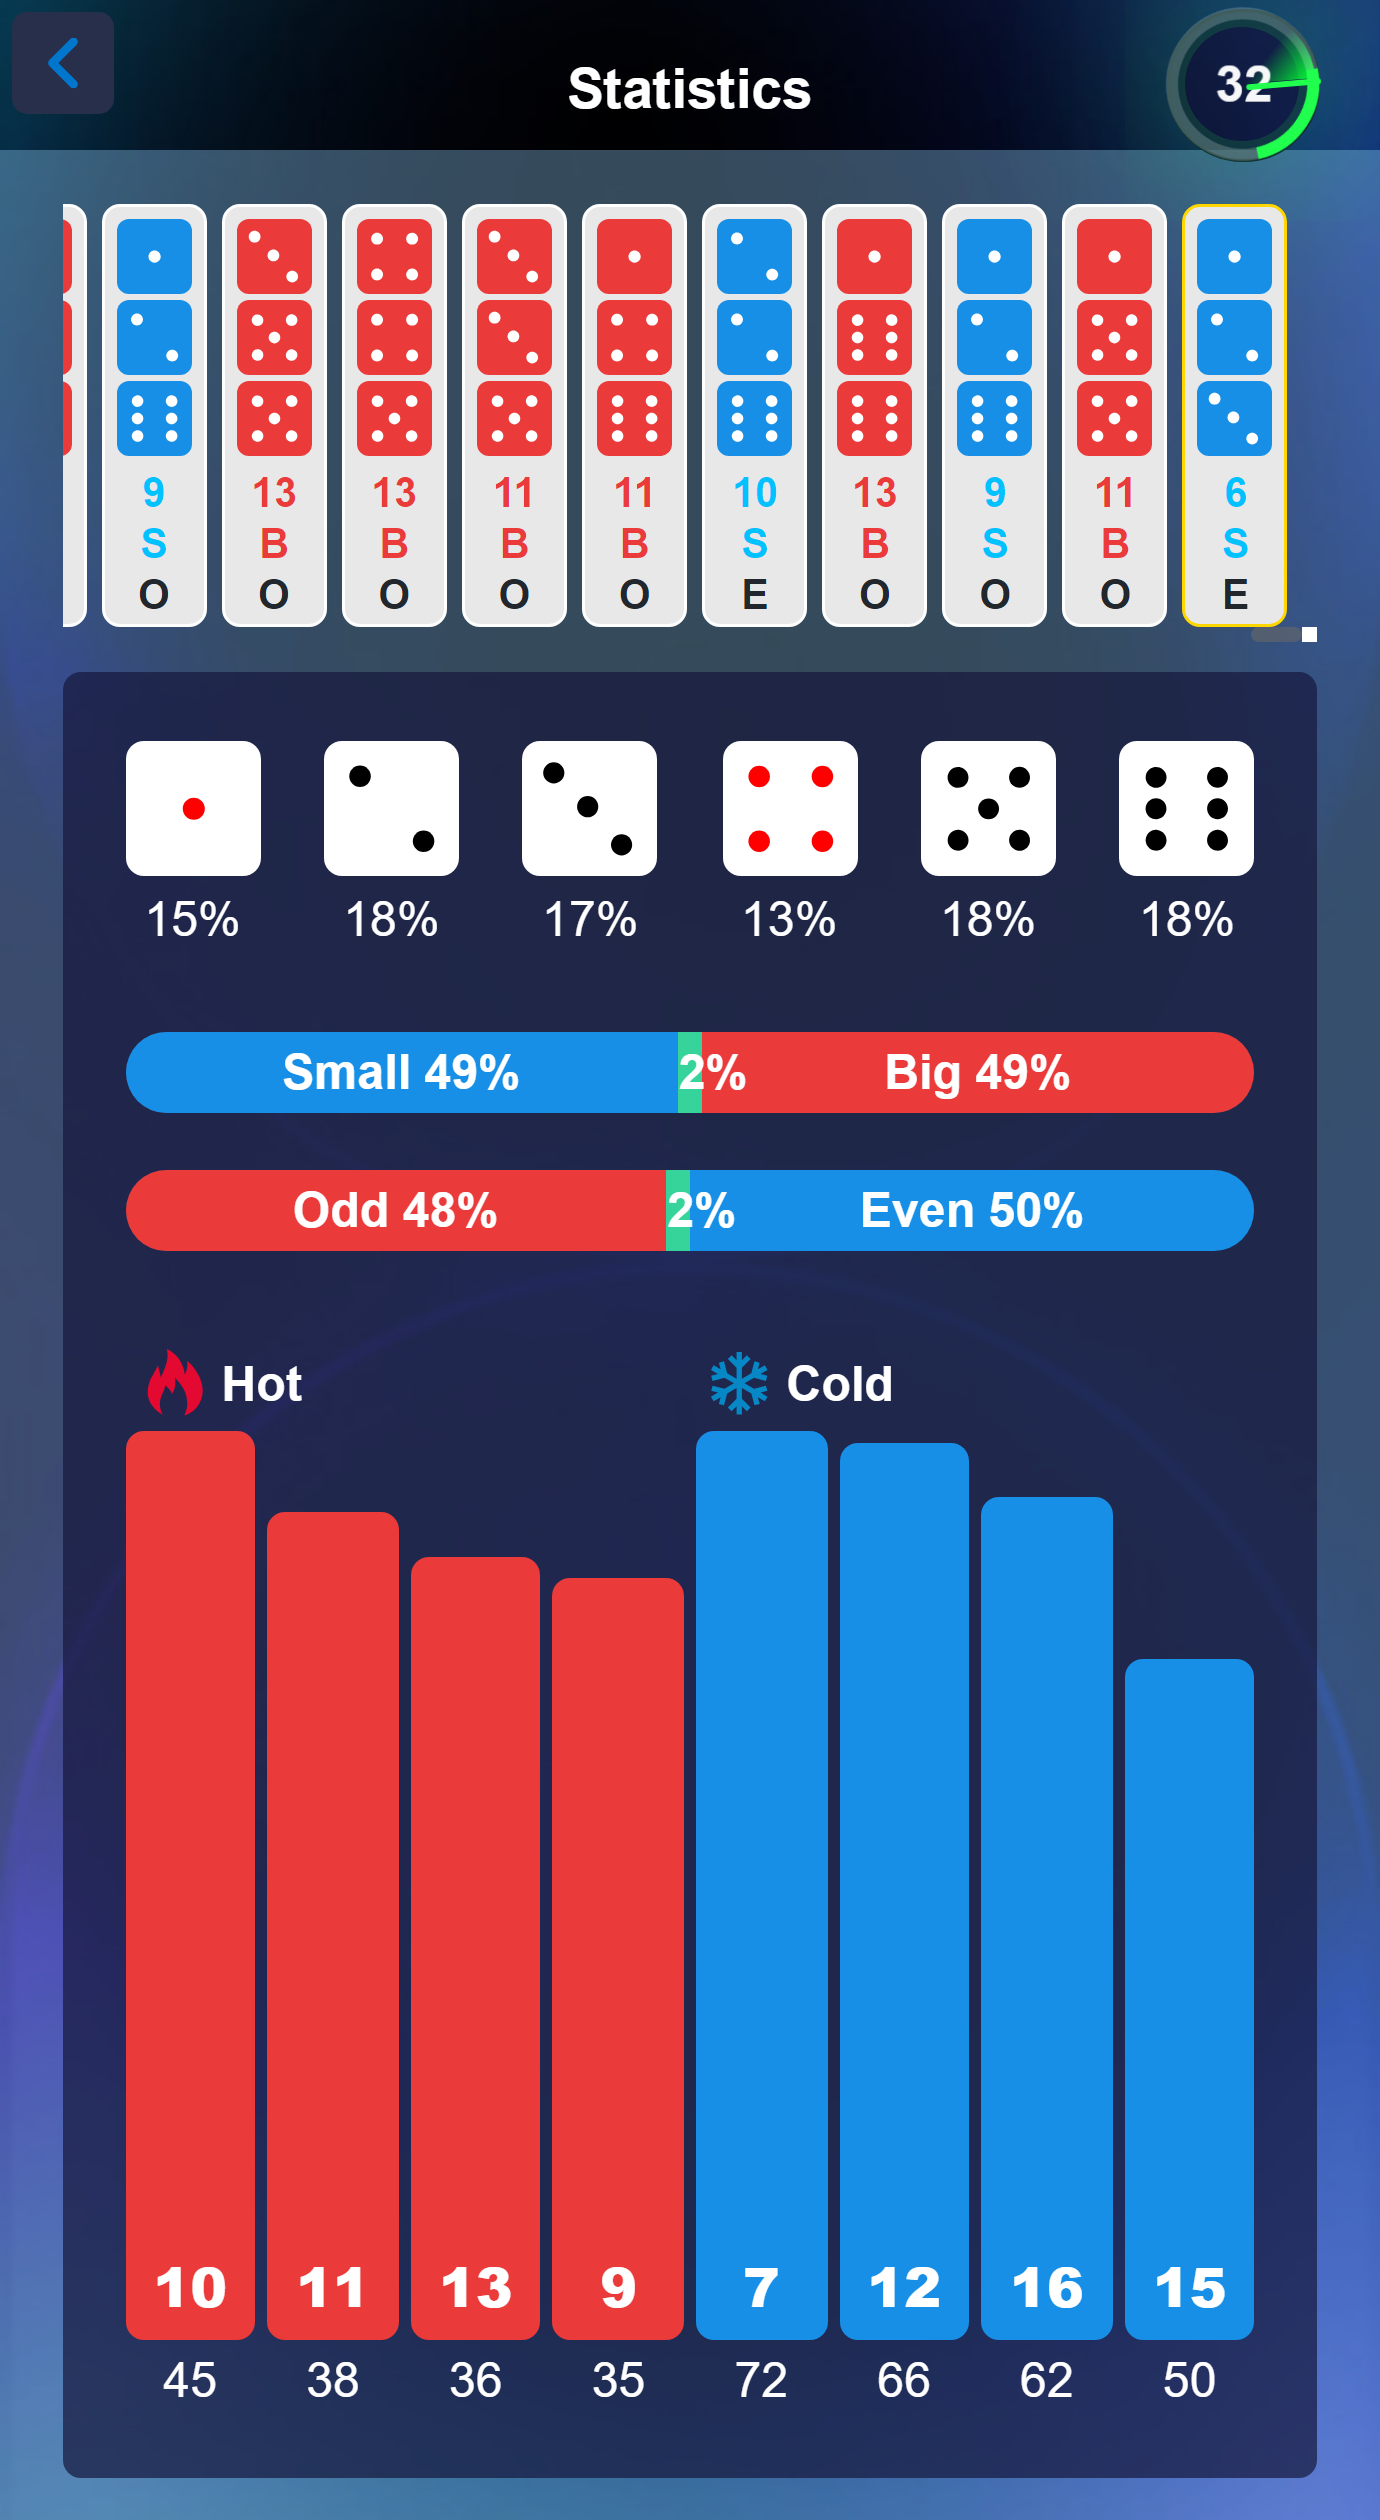 Statistics
32
9 13 13 11 11 10 13 9 11 6
S B B B B S B S B S
O O O O O E O O O E
15% 18% 17% 13% 18% 18%
Small 49% 2% Big 49%
Odd 48% 2% Even 50%
Hot Cold
10 11 13 9 7 12 16 15
45 38 36 35 72 66 62 50